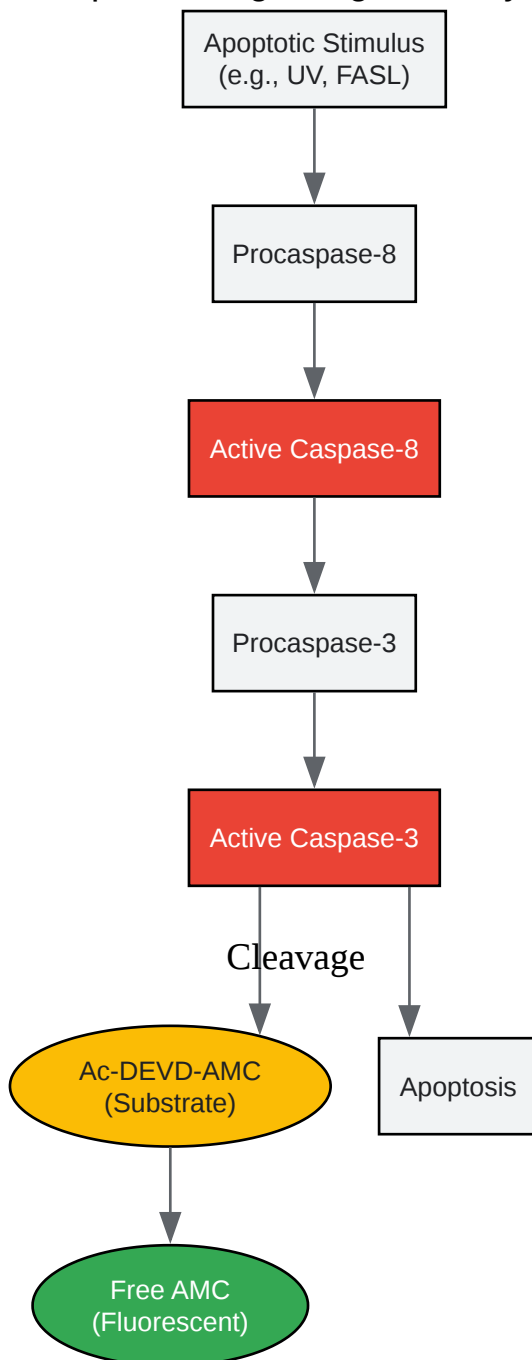 Apoptotic Stimulus
(e.g., UV, FASL)
Procaspase-8
Active Caspase-8
Procaspase-3
Active Caspase-3
Cleavage
Ac-DEVD-AMC
(Substrate)
Apoptosis
Free AMC
(Fluorescent)